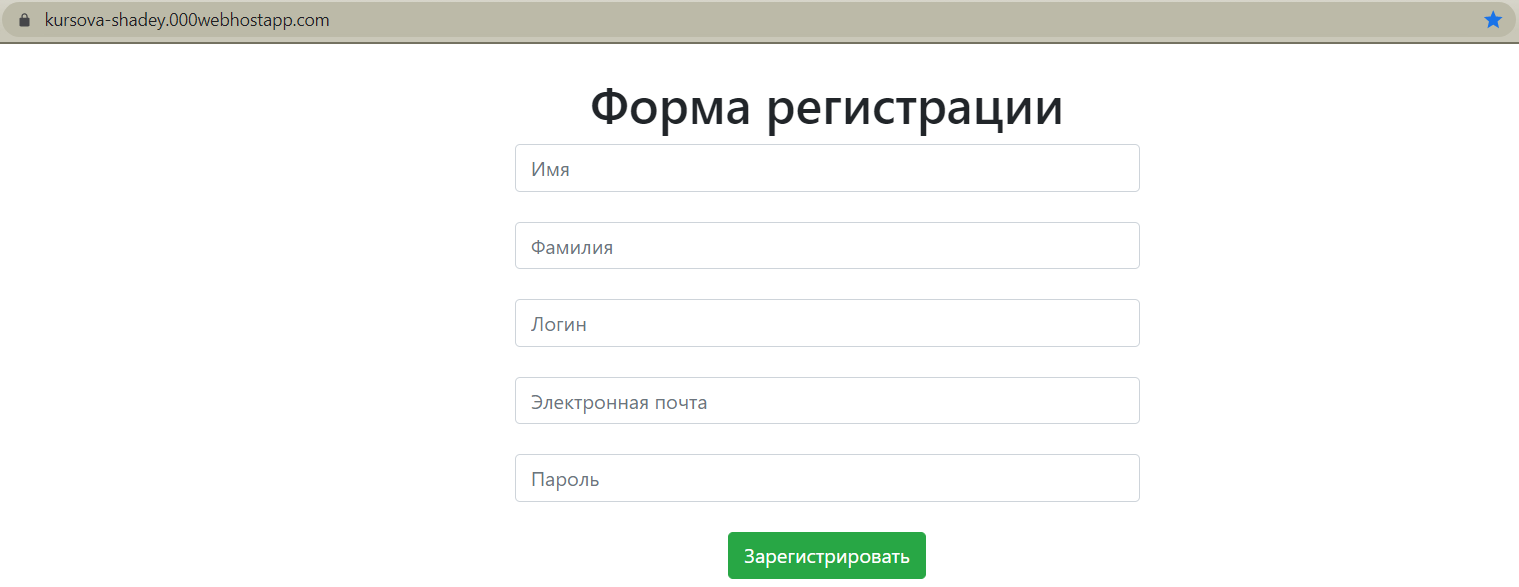 kursova-shadey.000webhostapp.com
Форма регистрации
Имя
Фамилия
Логин
Электронная почта
Пароль
Зарегистрировать